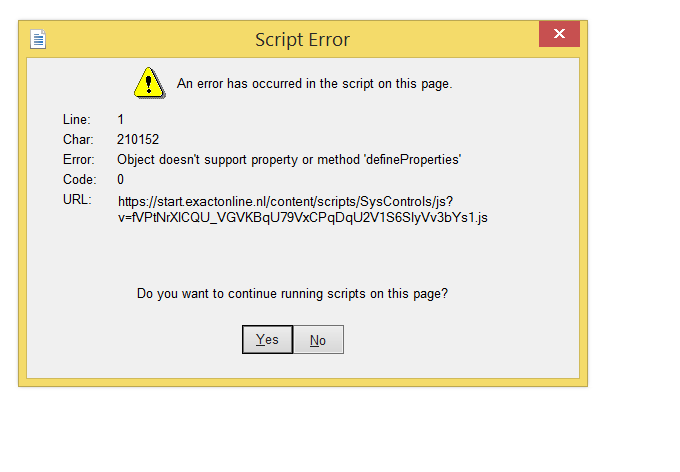 Script Error
An error has occurred in the script on this page.
Line: 1
Char: 210152
Error: Object doesn't support property or method 'defineProperties'
Code: 0
URL: https://start.exactonline.nl/content/scripts/SysControls/js?
v=fVPtNrXlCQU_VGVKBqU79VxCPqDqU2V1S6SlyVv3bYs1.js
Do you want to continue running scripts on this page?
Yes No